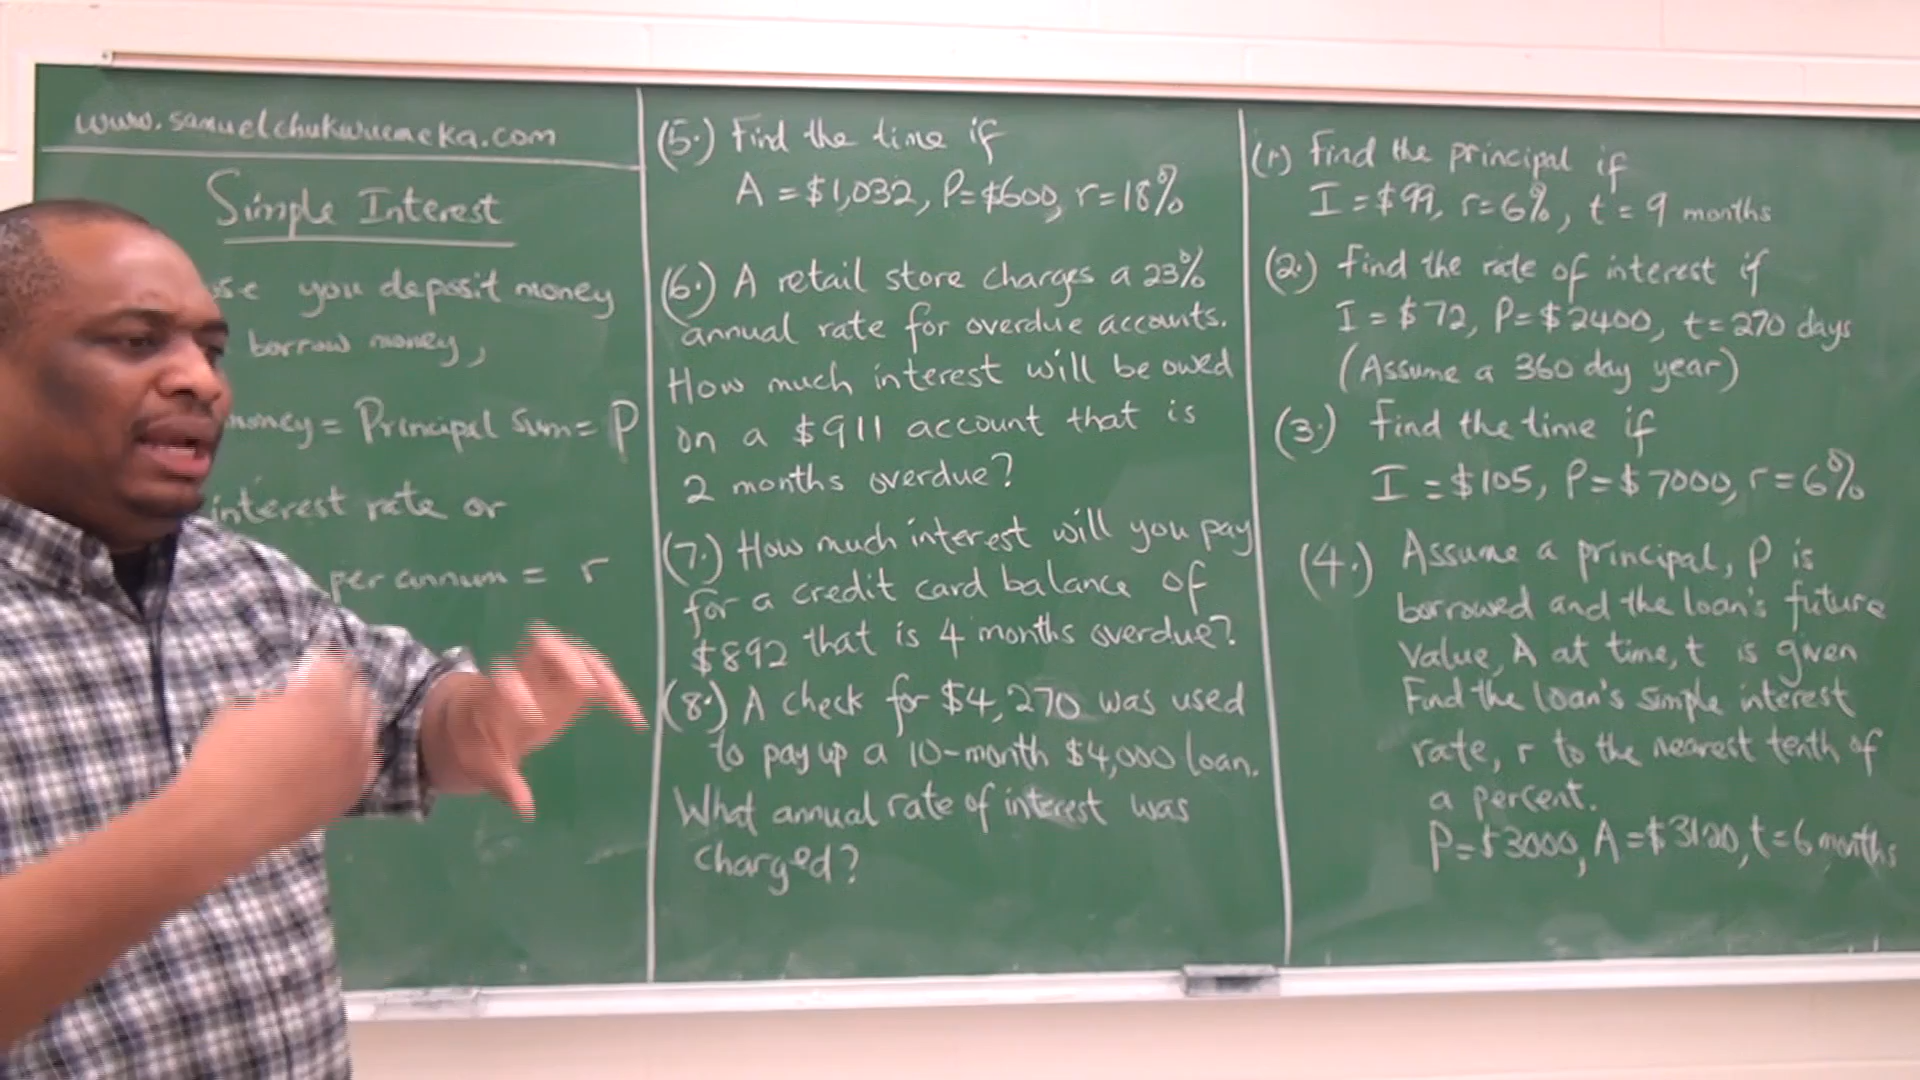 www.samuelchukwuemeka.com
Simple Interest
you deposit money
borrow money,
money = Principal Sum = P
interest rate or
per annum = r
(5.) Find the time if
A = $1,032, P=$600, r=18%
(6.) A retail store charges a 23%
annual rate for overdue accounts.
How much interest will be owed
on a $911 account that is
2 months overdue?
(7.) How much interest will you pay
for a credit card balance of
$892 that is 4 months overdue?
(8.) A check for $4,270 was used
to pay up a 10-month $4,000 loan.
What annual rate of interest was
charged?
(1) Find the principal if
I = $99, r=6%, t = 9 months
(2.) Find the rate of interest if
I = $72, P=$2400, t=270 days
(Assume a 360 day year)
(3.) Find the time if
I = $105, P=$7000, r=6%
(4.) Assume a principal, P is
borrowed and the loan's future
value, A at time, t is given
Find the loan's simple interest
rate, r to the nearest tenth of
a percent.
P=$3000, A=$3100, t=6 months